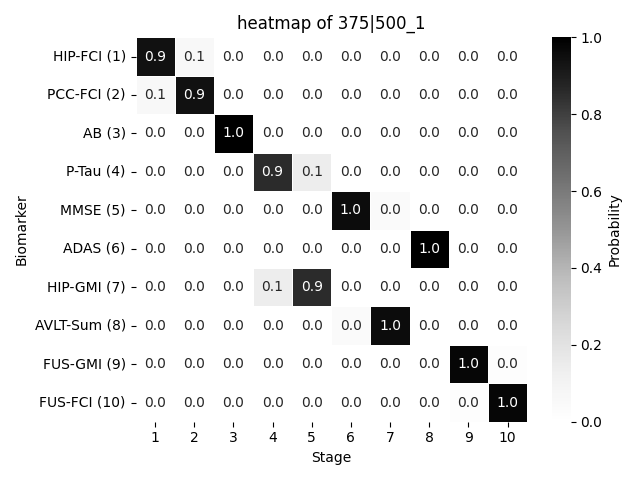 heatmap of 375|500_1
HIP-FCI (1) 0.9 0.1 0.0 0.0 0.0 0.0 0.0 0.0 0.0 0.0
PCC-FCI (2) 0.1 0.9 0.0 0.0 0.0 0.0 0.0 0.0 0.0 0.0
AB (3) 0.0 0.0 1.0 0.0 0.0 0.0 0.0 0.0 0.0 0.0
P-Tau (4) 0.0 0.0 0.0 0.9 0.1 0.0 0.0 0.0 0.0 0.0
MMSE (5) 0.0 0.0 0.0 0.0 0.0 1.0 0.0 0.0 0.0 0.0
ADAS (6) 0.0 0.0 0.0 0.0 0.0 0.0 0.0 1.0 0.0 0.0
HIP-GMI (7) 0.0 0.0 0.0 0.1 0.9 0.0 0.0 0.0 0.0 0.0
AVLT-Sum (8) 0.0 0.0 0.0 0.0 0.0 0.0 1.0 0.0 0.0 0.0
FUS-GMI (9) 0.0 0.0 0.0 0.0 0.0 0.0 0.0 0.0 1.0 0.0
FUS-FCI (10) 0.0 0.0 0.0 0.0 0.0 0.0 0.0 0.0 0.0 1.0
1 2 3 4 5 6 7 8 9 10
Stage
Biomarker
1.0
0.8
0.6
0.4
0.2
0.0
Probability